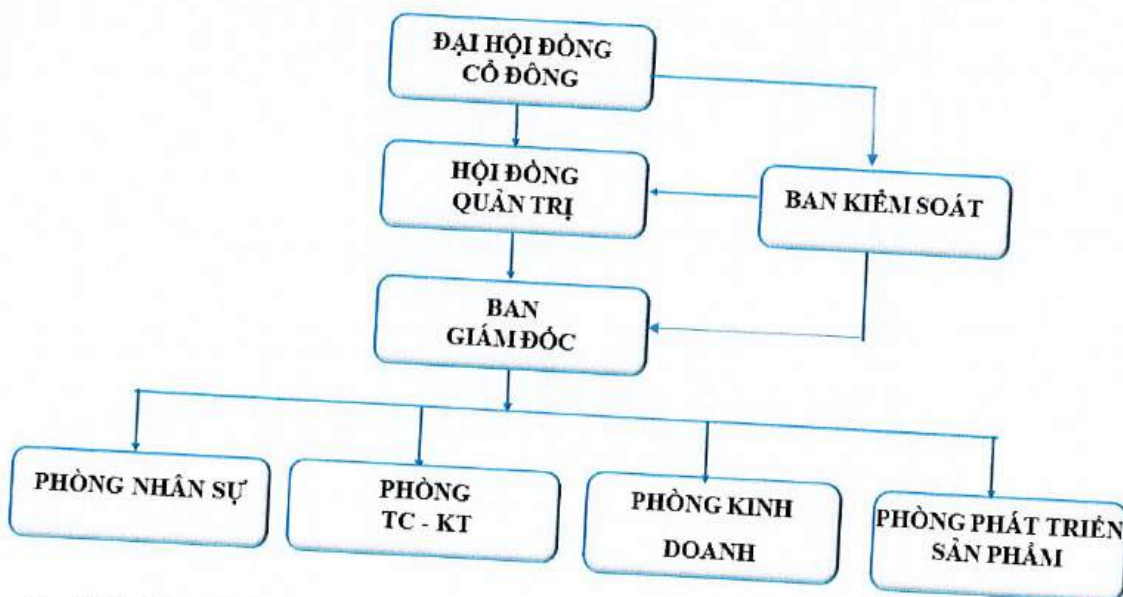 ĐẠI HỘI ĐỒNG
CỔ ĐÔNG
HỘI ĐỒNG
QUẢN TRỊ
BAN KIỂM SOÁT
BAN
GIÁM ĐỐC
PHÒNG NHÂN SỰ
PHÒNG
TC - KT
PHÒNG KINH
DOANH
PHÒNG PHÁT TRIỂN
SẢN PHẨM